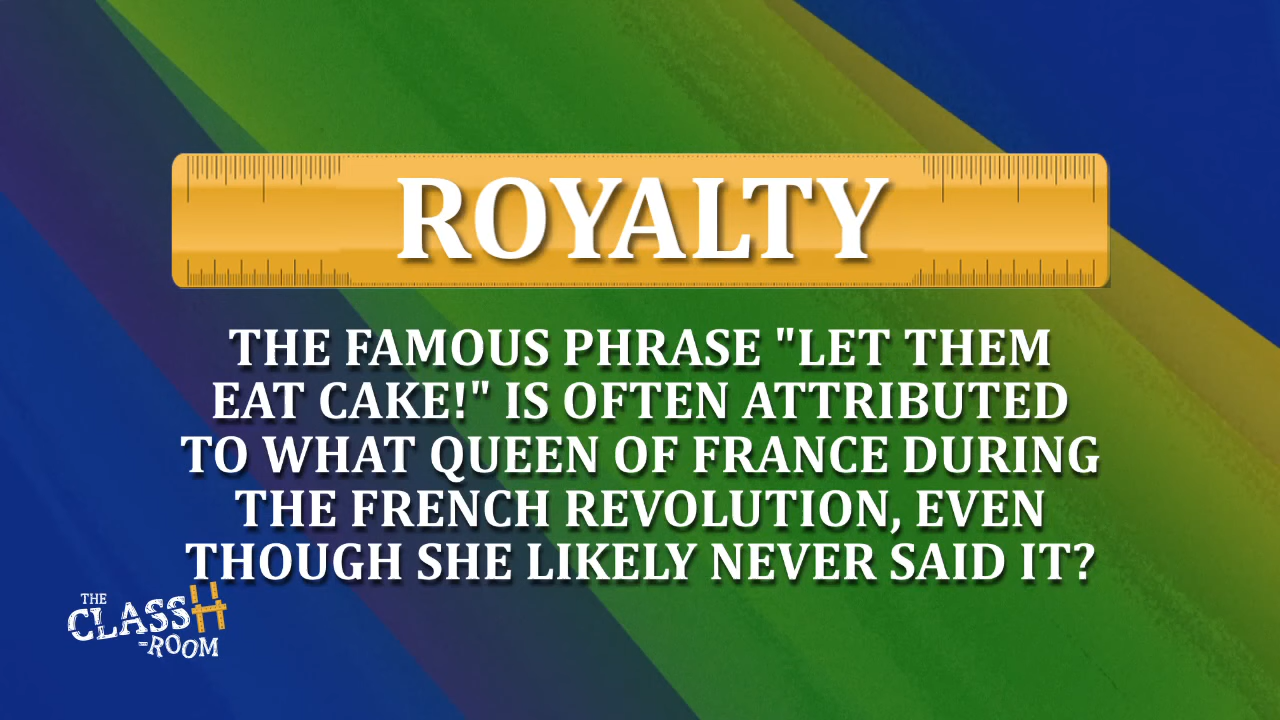 ROYALTY
THE FAMOUS PHRASE "LET THEM
EAT CAKE!" IS OFTEN ATTRIBUTED
TO WHAT QUEEN OF FRANCE DURING
THE FRENCH REVOLUTION, EVEN
THOUGH SHE LIKELY NEVER SAID IT?
THE
CLASSH
-ROOM